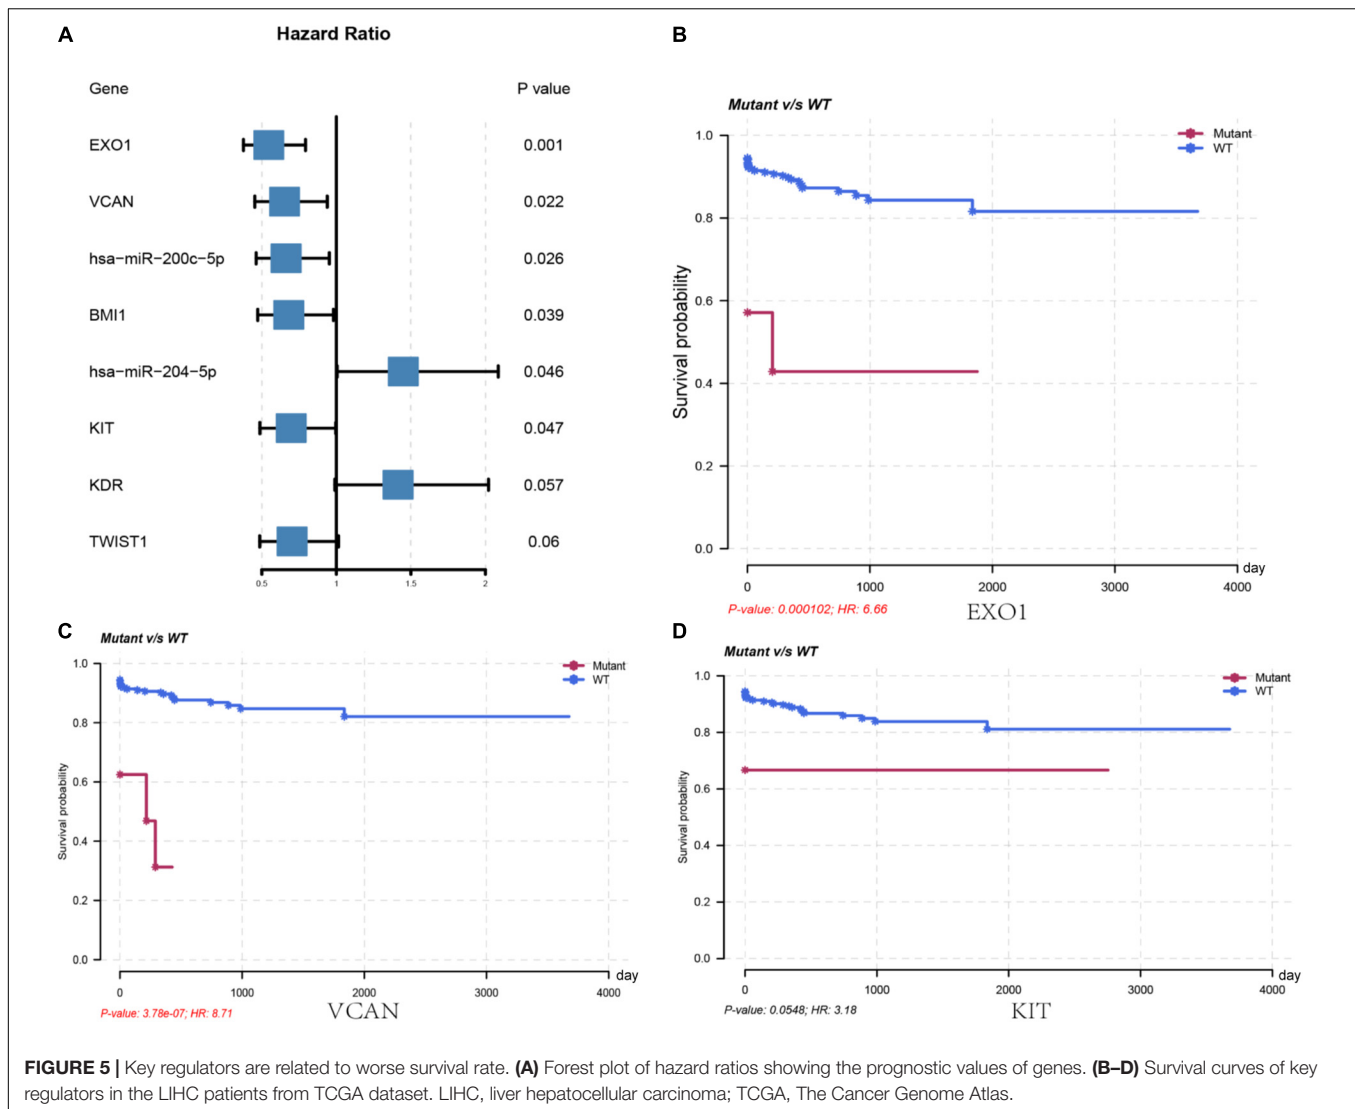 A
Hazard Ratio
Gene
P value
EXO1
0.001
VCAN
0.022
hsa−miR−200c−5p
0.026
BMI1
0.039
hsa−miR−204−5p
0.046
KIT
0.047
KDR
0.057
TWIST1
0.06
0.5 1 1.5 2
B
Mutant v/s WT
Mutant
WT
Survival probability
1.0
0.8
0.6
0.4
0.2
0.0
0 1000 2000 3000 4000
day
P-value: 0.000102; HR: 6.66
EXO1
C
Mutant v/s WT
Mutant
WT
Survival probability
1.0
0.8
0.6
0.4
0.2
0.0
0 1000 2000 3000 4000
day
P-value: 3.78e-07; HR: 8.71
VCAN
D
Mutant v/s WT
Mutant
WT
Survival probability
1.0
0.8
0.6
0.4
0.2
0.0
0 1000 2000 3000 4000
day
P-value: 0.0548; HR: 3.18
KIT
FIGURE 5 | Key regulators are related to worse survival rate. (A) Forest plot of hazard ratios showing the prognostic values of genes. (B–D) Survival curves of key
regulators in the LIHC patients from TCGA dataset. LIHC, liver hepatocellular carcinoma; TCGA, The Cancer Genome Atlas.